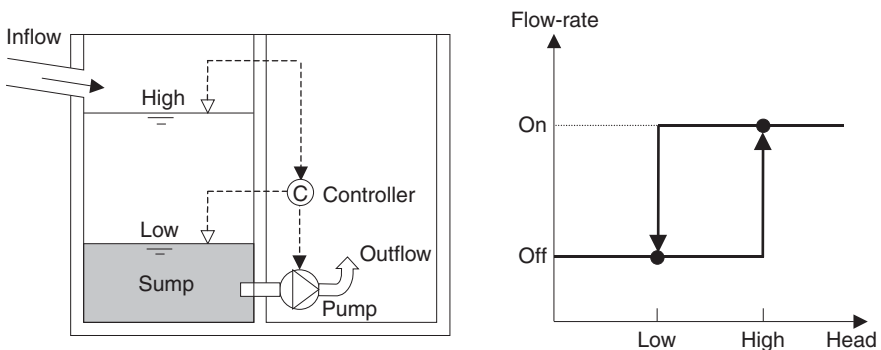 Inflow
High
C Controller
Low
Outflow
Sump
Pump
Flow-rate
On
Off
Low High Head